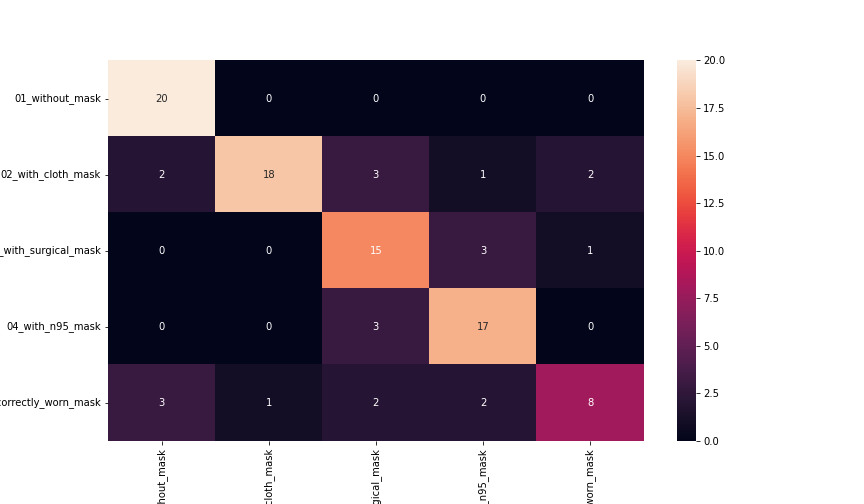 01_without_mask 20 0 0 0 0
02_with_cloth_mask 2 18 3 1 2
_with_surgical_mask 0 0 15 3 1
04_with_n95_mask 0 0 3 17 0
correctly_worn_mask 3 1 2 2 8
hout_mask
cloth_mask
gical_mask
n95_mask
worn_mask
20.0
17.5
15.0
12.5
10.0
7.5
5.0
2.5
0.0